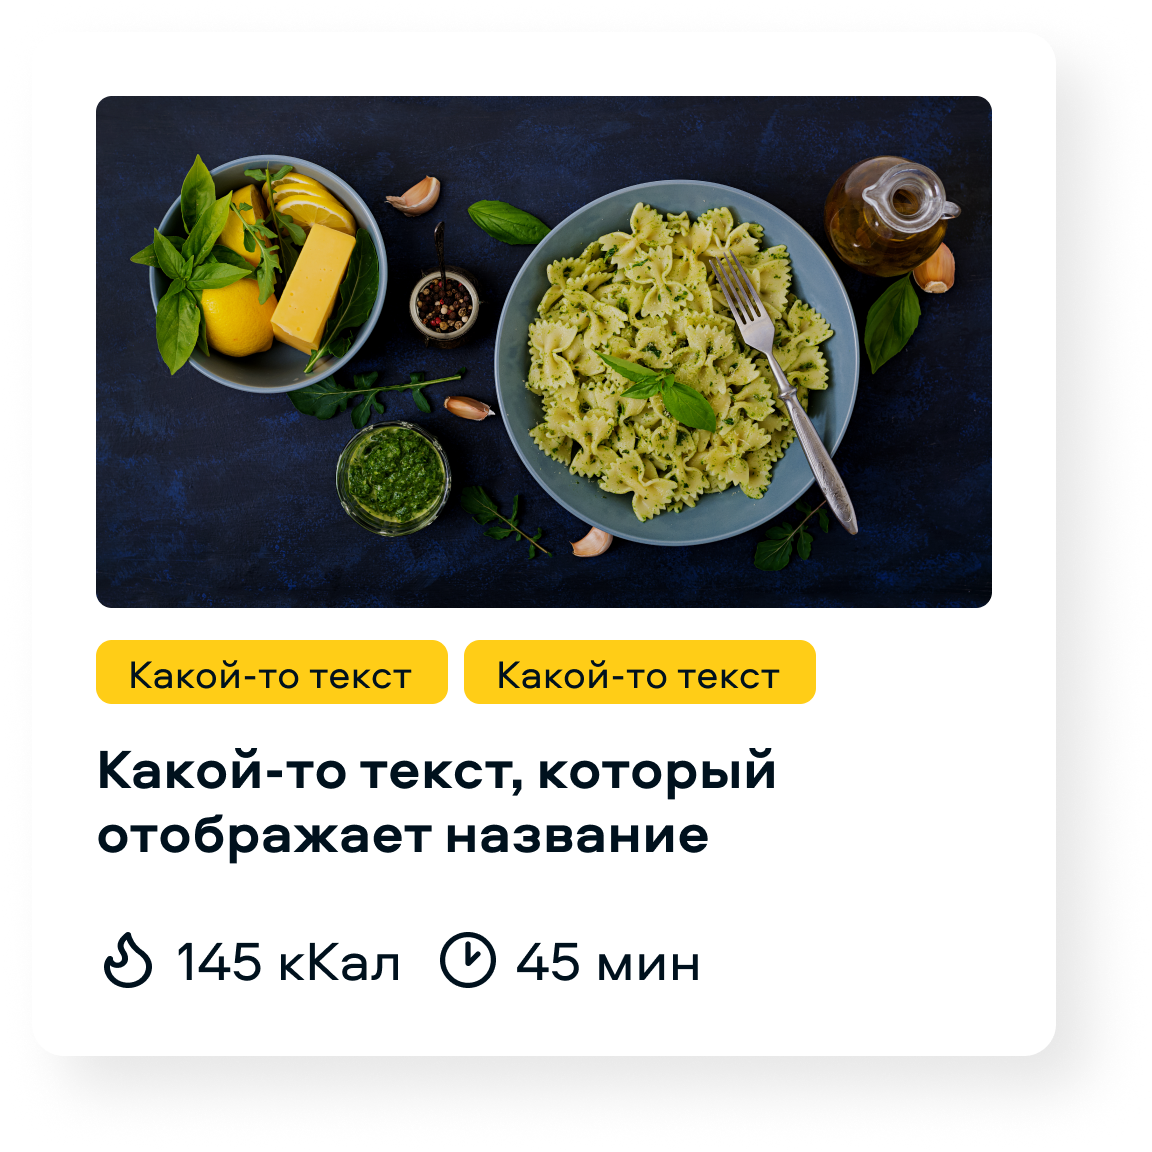 Какой-то текст
Какой-то текст
Какой-то текст, который
отображает название
145 кКал
45 мин